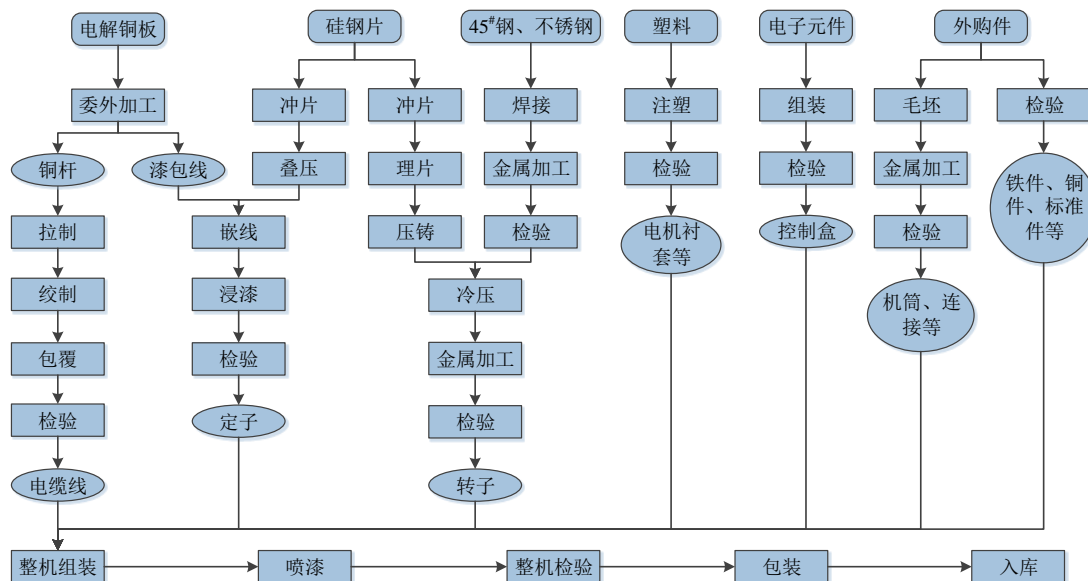 电解铜板
硅钢片
45#钢、不锈钢
塑料
电子元件
外购件
委外加工
冲片
冲片
焊接
注塑
组装
毛坯
检验
铜杆
漆包线
叠压
理片
金属加工
检验
检验
金属加工
铁件、铜
件、标准
件等
拉制
嵌线
压铸
检验
电机衬
套等
控制盒
检验
绞制
浸漆
冷压
机筒、连
接等
包覆
检验
金属加工
检验
定子
检验
电缆线
转子
整机组装
喷漆
整机检验
包装
入库